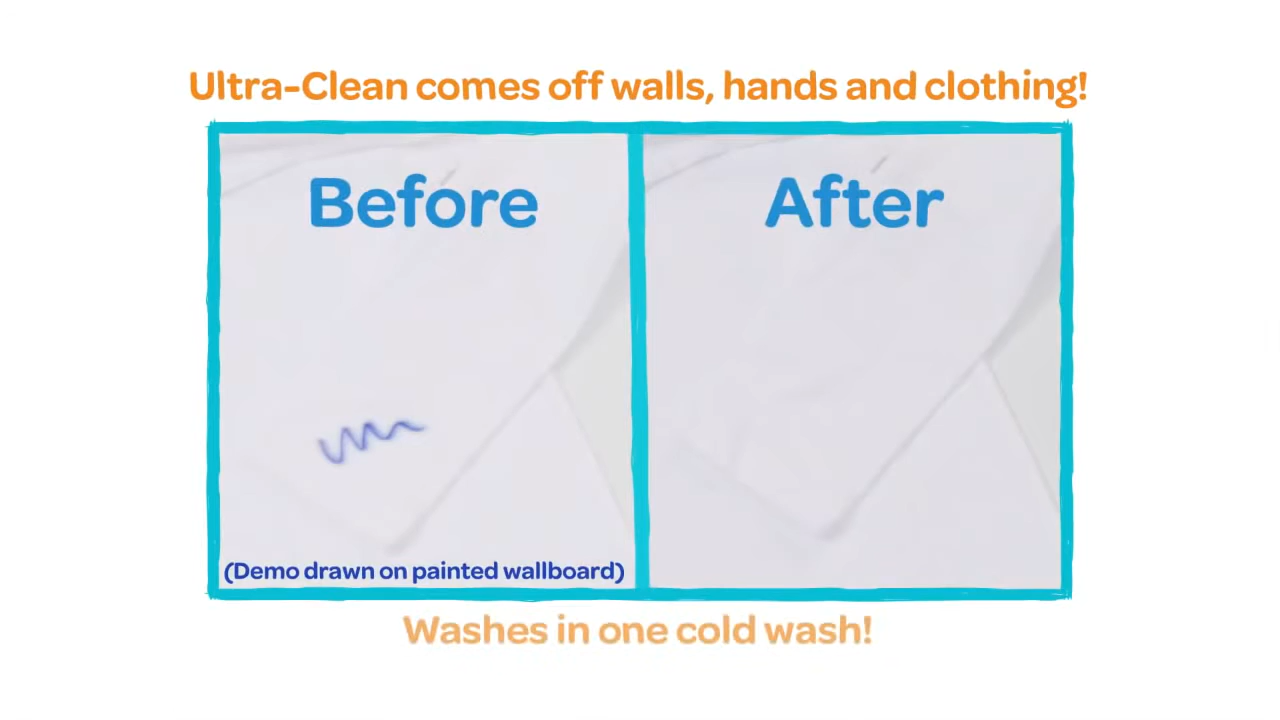 Ultra-Clean comes off walls, hands and clothing!
Before
After
(Demo drawn on painted wallboard)
Washes in one cold wash!